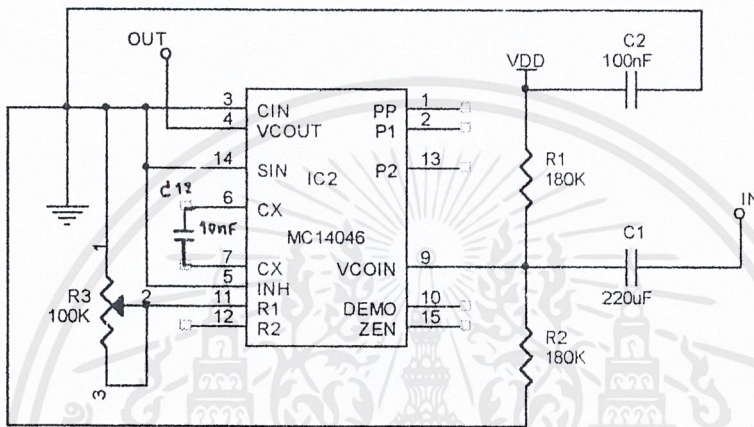 OUT
VDD
C2
100nF
3
CIN
4
VCOUT
14
SIN
IC2
6
CX
MC14046
7
CX
5
INH
11
R1
12
R2
PP
1
P1
2
P2
13
VCOIN
9
DEMO
10
ZEN
15
10nF
R1
180K
IN
C1
220uF
R2
180K
1
R3
100K
2
3